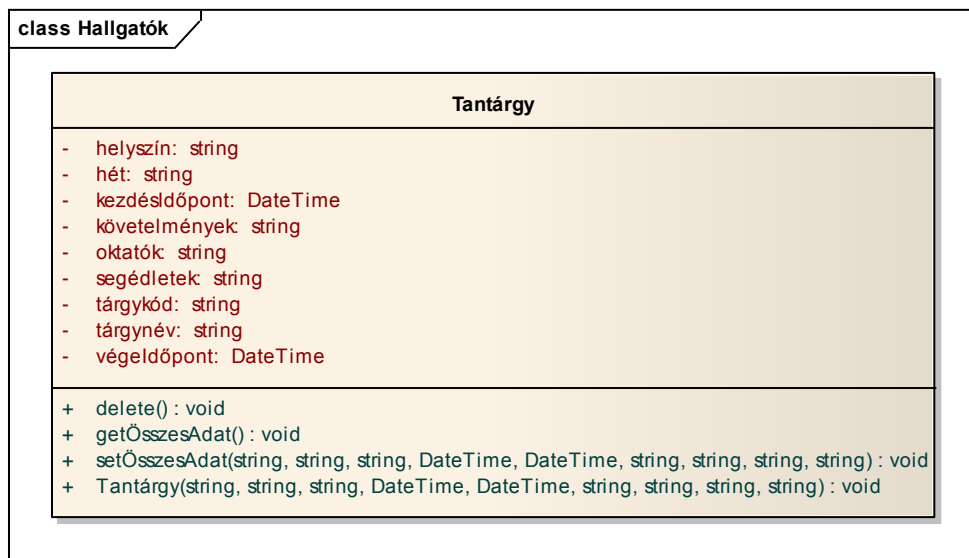 class Hallgatók
Tantárgy
- helyszín: string
- hét: string
- kezdésIdőpont: DateTime
- követelmények: string
- oktatók: string
- segédletek: string
- tárgykód: string
- tárgynév: string
- végeIdőpont: DateTime
+ delete() : void
+ getÖsszesAdat() : void
+ setÖsszesAdat(string, string, string, DateTime, DateTime, string, string, string, string) : void
+ Tantárgy(string, string, string, DateTime, DateTime, string, string, string, string) : void